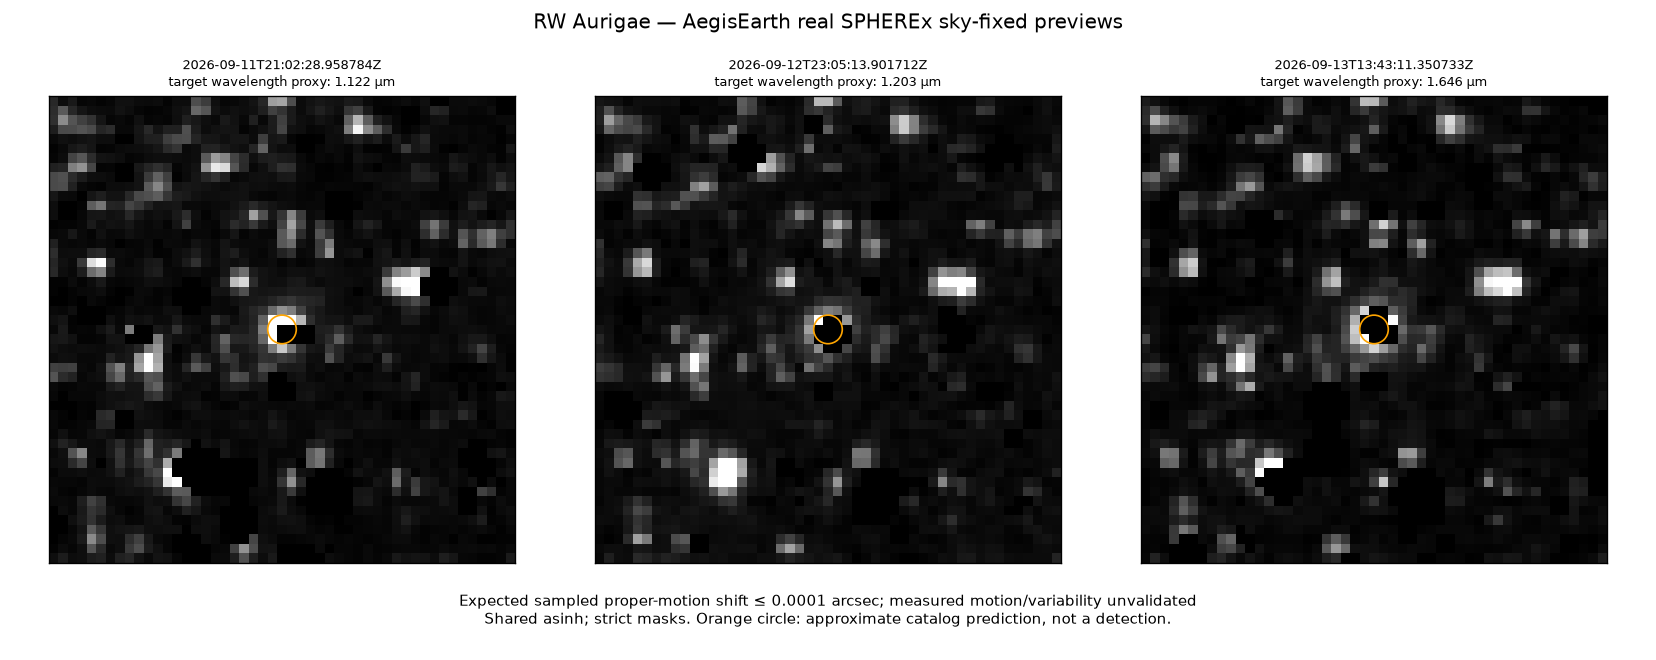 RW Aurigae — AegisEarth real SPHEREx sky-fixed previews
2026-09-11T21:02:28.958784Z
target wavelength proxy: 1.122 µm
2026-09-12T23:05:13.901712Z
target wavelength proxy: 1.203 µm
2026-09-13T13:43:11.350733Z
target wavelength proxy: 1.646 µm
Expected sampled proper-motion shift ≤ 0.0001 arcsec; measured motion/variability unvalidated
Shared asinh; strict masks. Orange circle: approximate catalog prediction, not a detection.